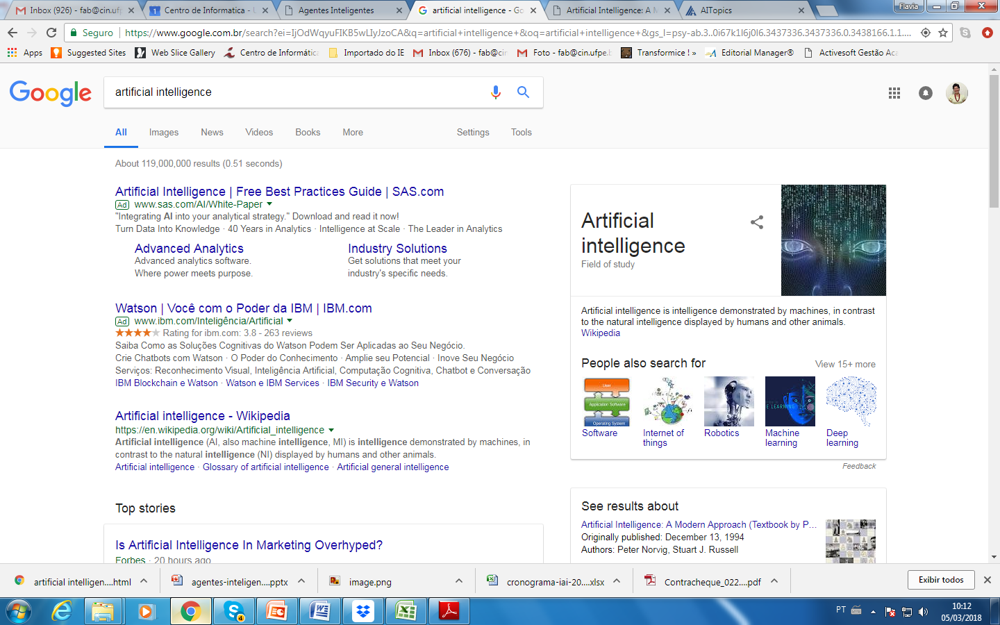 Inbox (926) - fab@cin.ufp
Centro de Informatica - U
Agentes Inteligentes
artificial intelligence - Go
Artificial Intelligence: A M
AITopics
Flavia
Seguro
https://www.google.com.br/search?ei=IjOdWqyuFIKB5wLIyJzoCA&q=artificial+intelligence+&oq=artificial+intelligence+&gs_l=psy-ab.3..0i67k1l6j0l6.3437336.3437336.0.3438166.1.1....
Apps
Suggested Sites
Web Slice Gallery
Centro de Informátic
Importado do IE
Inbox (676) - fab@cin
Foto - fab@cin.ufpe.b
Transformice ! »
Editorial Manager®
Activesoft Gestão Aca
Google
artificial intelligence
All
Images
News
Videos
Books
More
Settings
Tools
About 119,000,000 results (0.51 seconds)
Artificial Intelligence | Free Best Practices Guide | SAS.com
Ad www.sas.com/AI/White-Paper
"Integrating AI into your analytical strategy." Download and read it now!
Turn Data Into Knowledge · 40 Years in Analytics · Intelligence at Scale · The Leader in Analytics
Advanced Analytics
Advanced analytics software.
Where power meets purpose.
Industry Solutions
Get solutions that meet your
industry's specific needs.
Watson | Você com o Poder da IBM | IBM.com
Ad www.ibm.com/Inteligência/Artificial
Rating for ibm.com: 3.8 - 263 reviews
Saiba Como as Soluções Cognitivas do Watson Podem Ser Aplicadas ao Seu Negócio.
Crie Chatbots com Watson · O Poder do Conhecimento · Amplie seu Potencial · Inove Seu Negócio
Serviços: Reconhecimento Visual, Inteligência Artificial, Computação Cognitiva, Chatbot e Conversação
IBM Blockchain e Watson · Watson e IBM Services · IBM Security e Watson
Artificial intelligence - Wikipedia
https://en.wikipedia.org/wiki/Artificial_intelligence
Artificial intelligence (AI, also machine intelligence, MI) is intelligence demonstrated by machines, in
contrast to the natural intelligence (NI) displayed by humans and other animals.
Artificial intelligence · Glossary of artificial intelligence · Artificial general intelligence
Top stories
Is Artificial Intelligence In Marketing Overhyped?
Forbes · 20 hours ago
Artificial
intelligence
Field of study
Artificial intelligence is intelligence demonstrated by machines, in contrast
to the natural intelligence displayed by humans and other animals.
Wikipedia
People also search for
View 15+ more
User
Application Software
Operating System
E LEARNING
Software
Internet of
things
Robotics
Machine
learning
Deep
learning
Feedback
See results about
Artificial Intelligence: A Modern Approach (Textbook by P...
Originally published: December 13, 1994
Authors: Peter Norvig, Stuart J. Russell
artificial intelligen....html
agentes-inteligen....pptx
image.png
cronograma-iai-20....xlsx
Contracheque_022....pdf
Exibir todos
4
PT
10:12
05/03/2018